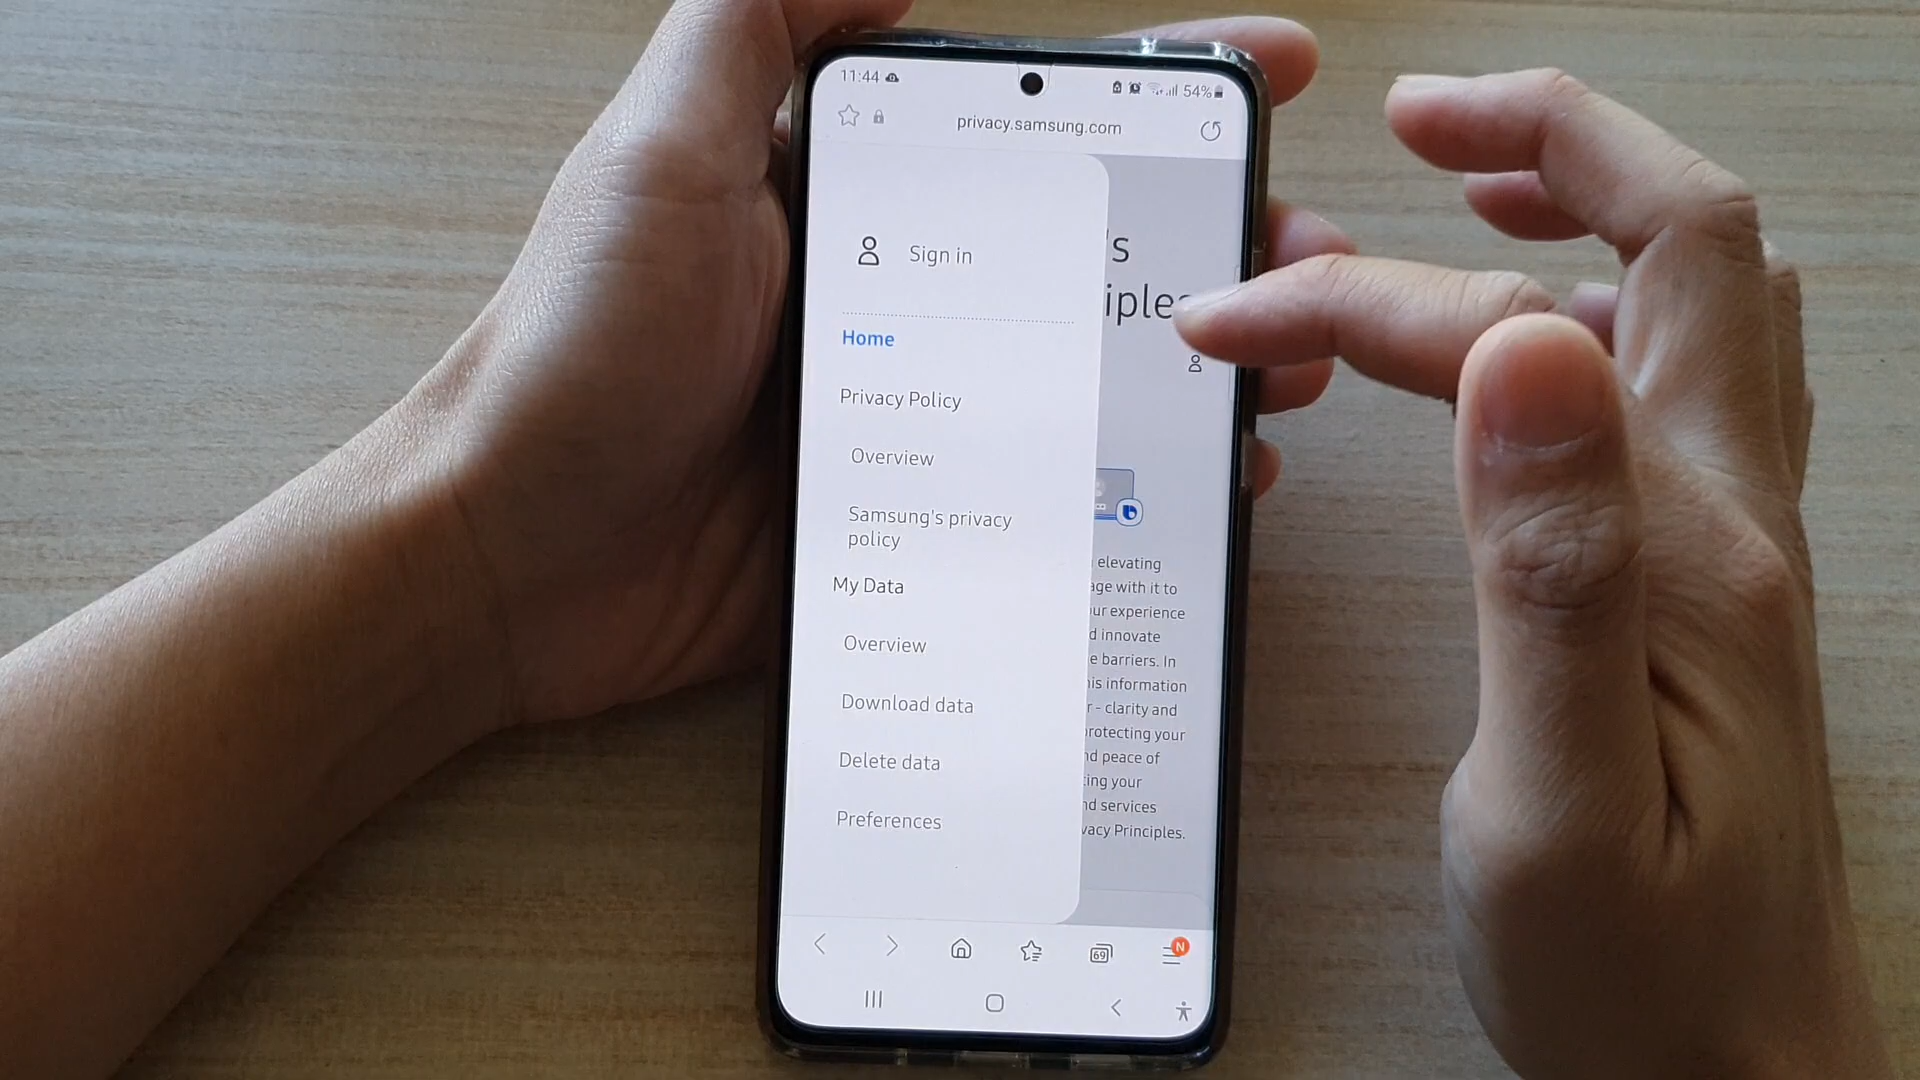 11:44
54%
privacy.samsung.com
Sign in
Home
Privacy Policy
Overview
Samsung's privacy
policy
My Data
Overview
Download data
Delete data
Preferences
's
iples
elevating
age with it to
ur experience
d innovate
e barriers. In
is information
r - clarity and
rotecting your
nd peace of
ing your
nd services
vacy Principles.
69
N